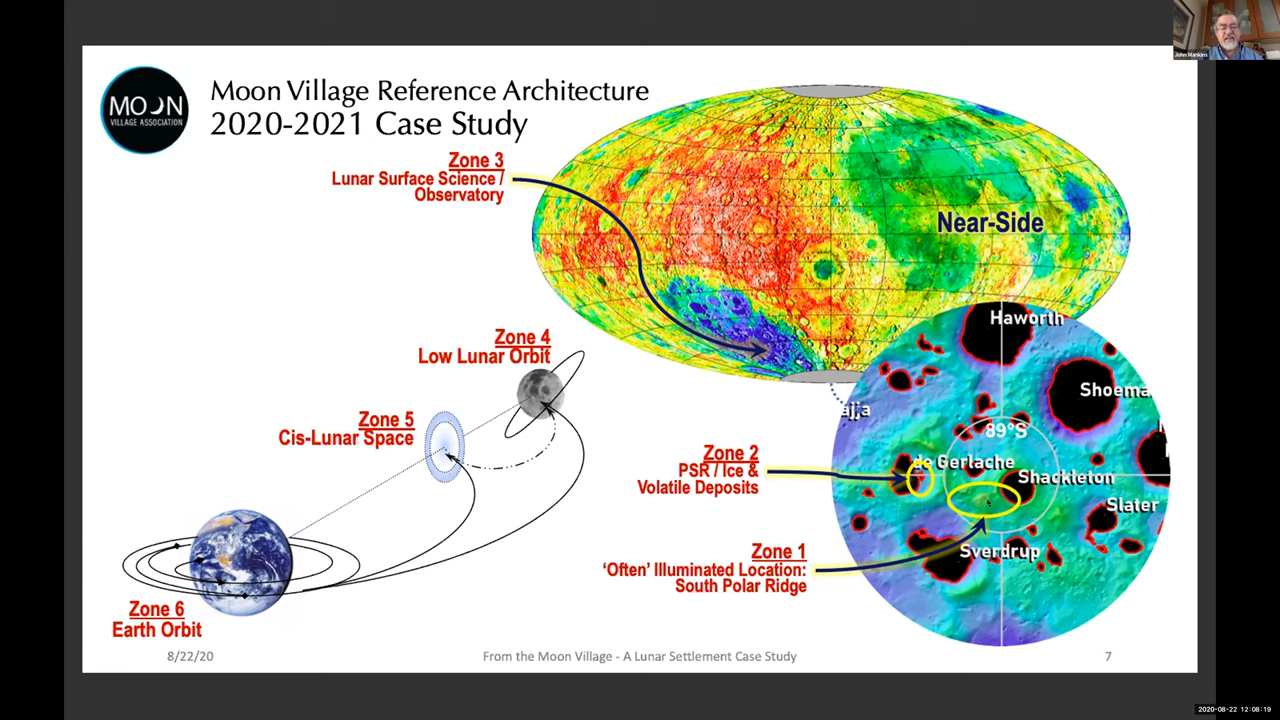 John Mankins
MOON
VILLAGE ASSOCIATION
Moon Village Reference Architecture
2020-2021 Case Study
Zone 3
Lunar Surface Science /
Observatory
Near-Side
Zone 4
Low Lunar Orbit
Zone 5
Cis-Lunar Space
Zone 6
Earth Orbit
Zone 2
PSR / Ice &
Volatile Deposits
Zone 1
‘Often’ Illuminated Location:
South Polar Ridge
Haworth
Shoema
ajja
89°S
de Gerlache
Shackleton
Slater
Sverdrup
8/22/20
From the Moon Village - A Lunar Settlement Case Study
7
2020-08-22 12:08:19